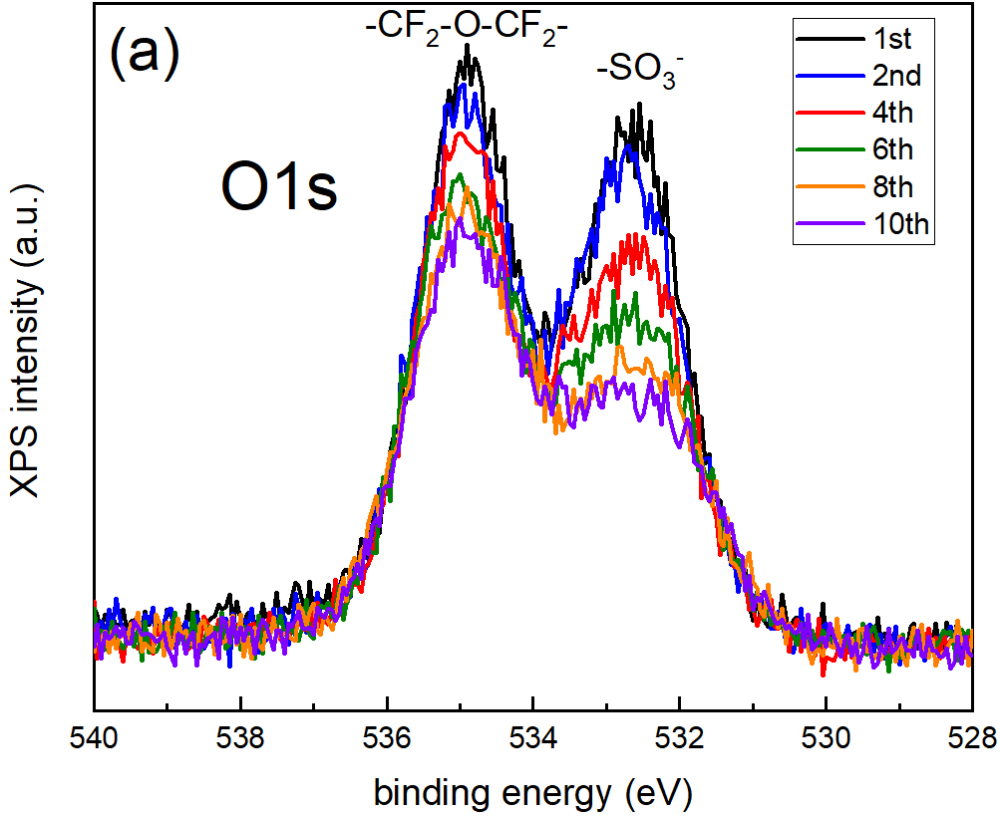 (a)
-CF₂-O-CF₂-
-SO₃⁻
O1s
1st
2nd
4th
6th
8th
10th
XPS intensity (a.u.)
540 538 536 534 532 530 528
binding energy (eV)